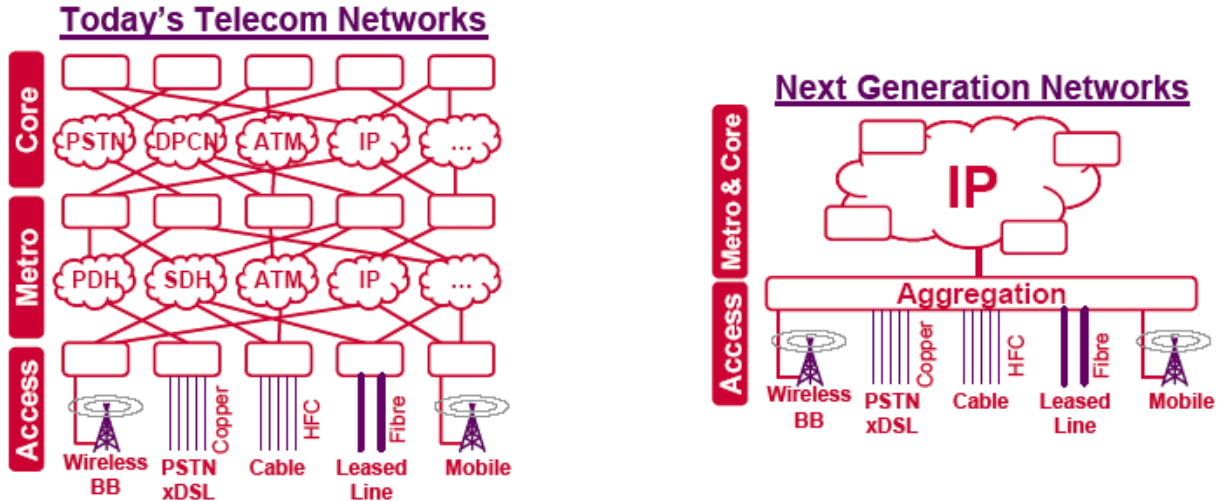 Today's Telecom Networks
Core
PSTN
DPCN
ATM
IP
...
Metro
PDH
SDH
ATM
IP
...
Access
Copper
HFC
Fibre
Wireless
BB
PSTN
xDSL
Cable
Leased
Line
Mobile
Next Generation Networks
Metro & Core
IP
Access
Aggregation
Copper
HFC
Fibre
Wireless
BB
PSTN
xDSL
Cable
Leased
Line
Mobile